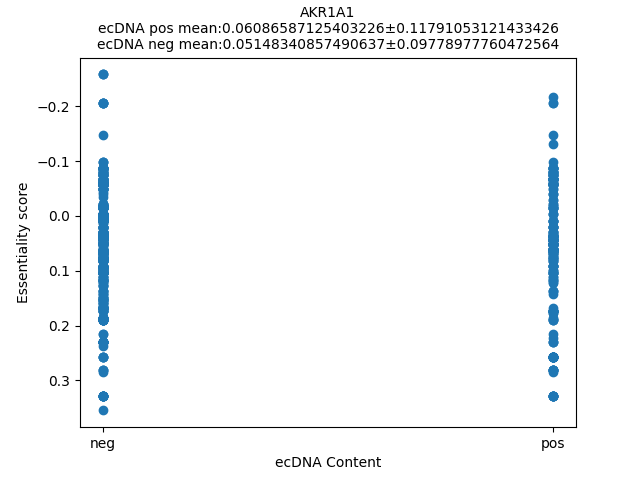 AKR1A1
ecDNA pos mean:0.06086587125403226±0.11791053121433426
ecDNA neg mean:0.05148340857490637±0.09778977760472564
Essentiality score
−0.2
−0.1
0.0
0.1
0.2
0.3
neg
pos
ecDNA Content